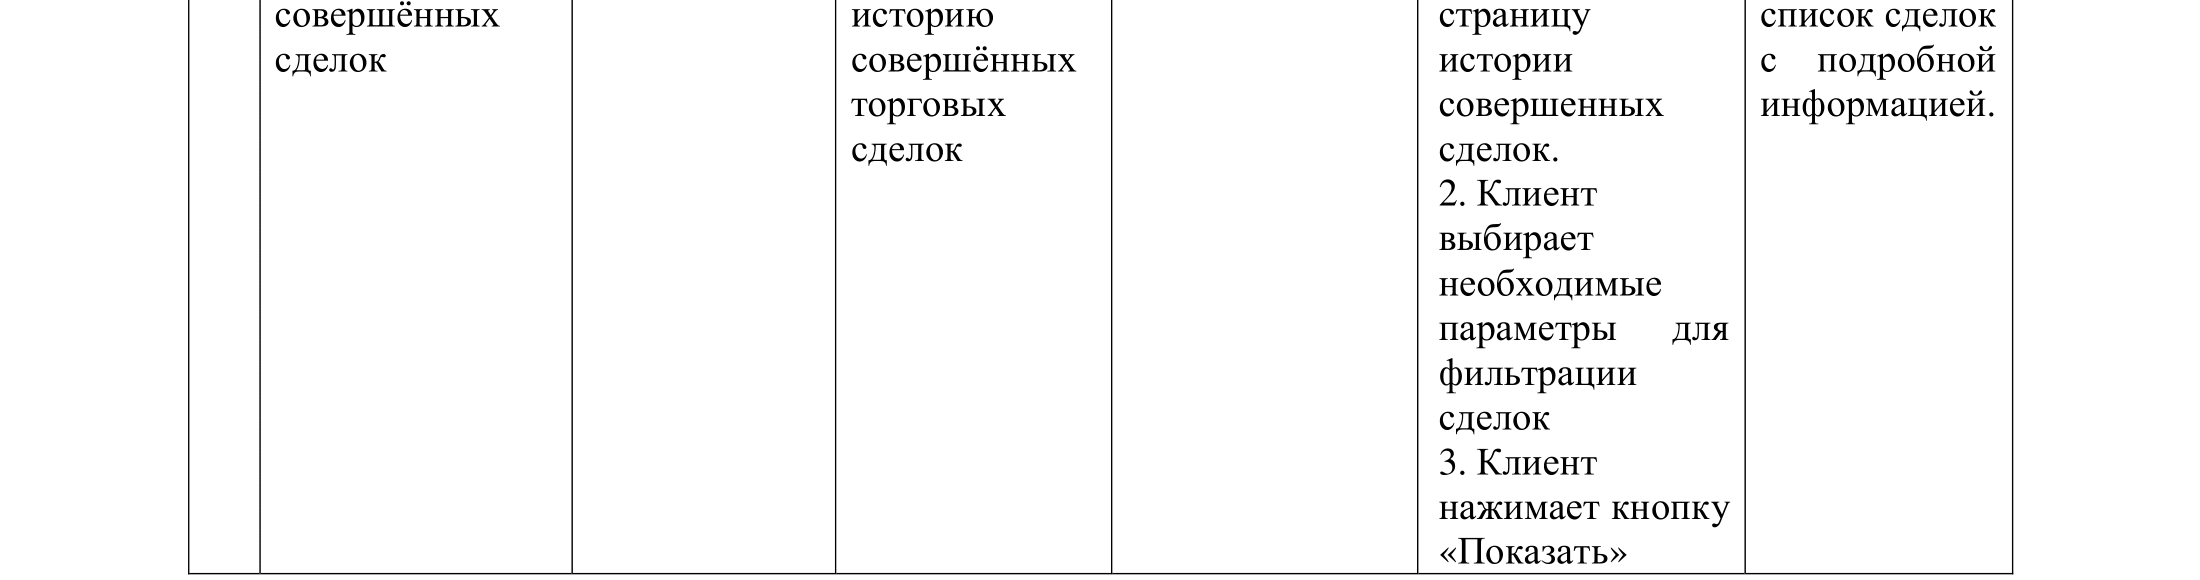 совершённых
сделок
историю
совершённых
торговых
сделок
страницу
истории
совершенных
сделок.
2. Клиент
выбирает
необходимые
параметры для
фильтрации
сделок
3. Клиент
нажимает кнопку
«Показать»
список сделок
с подробной
информацией.